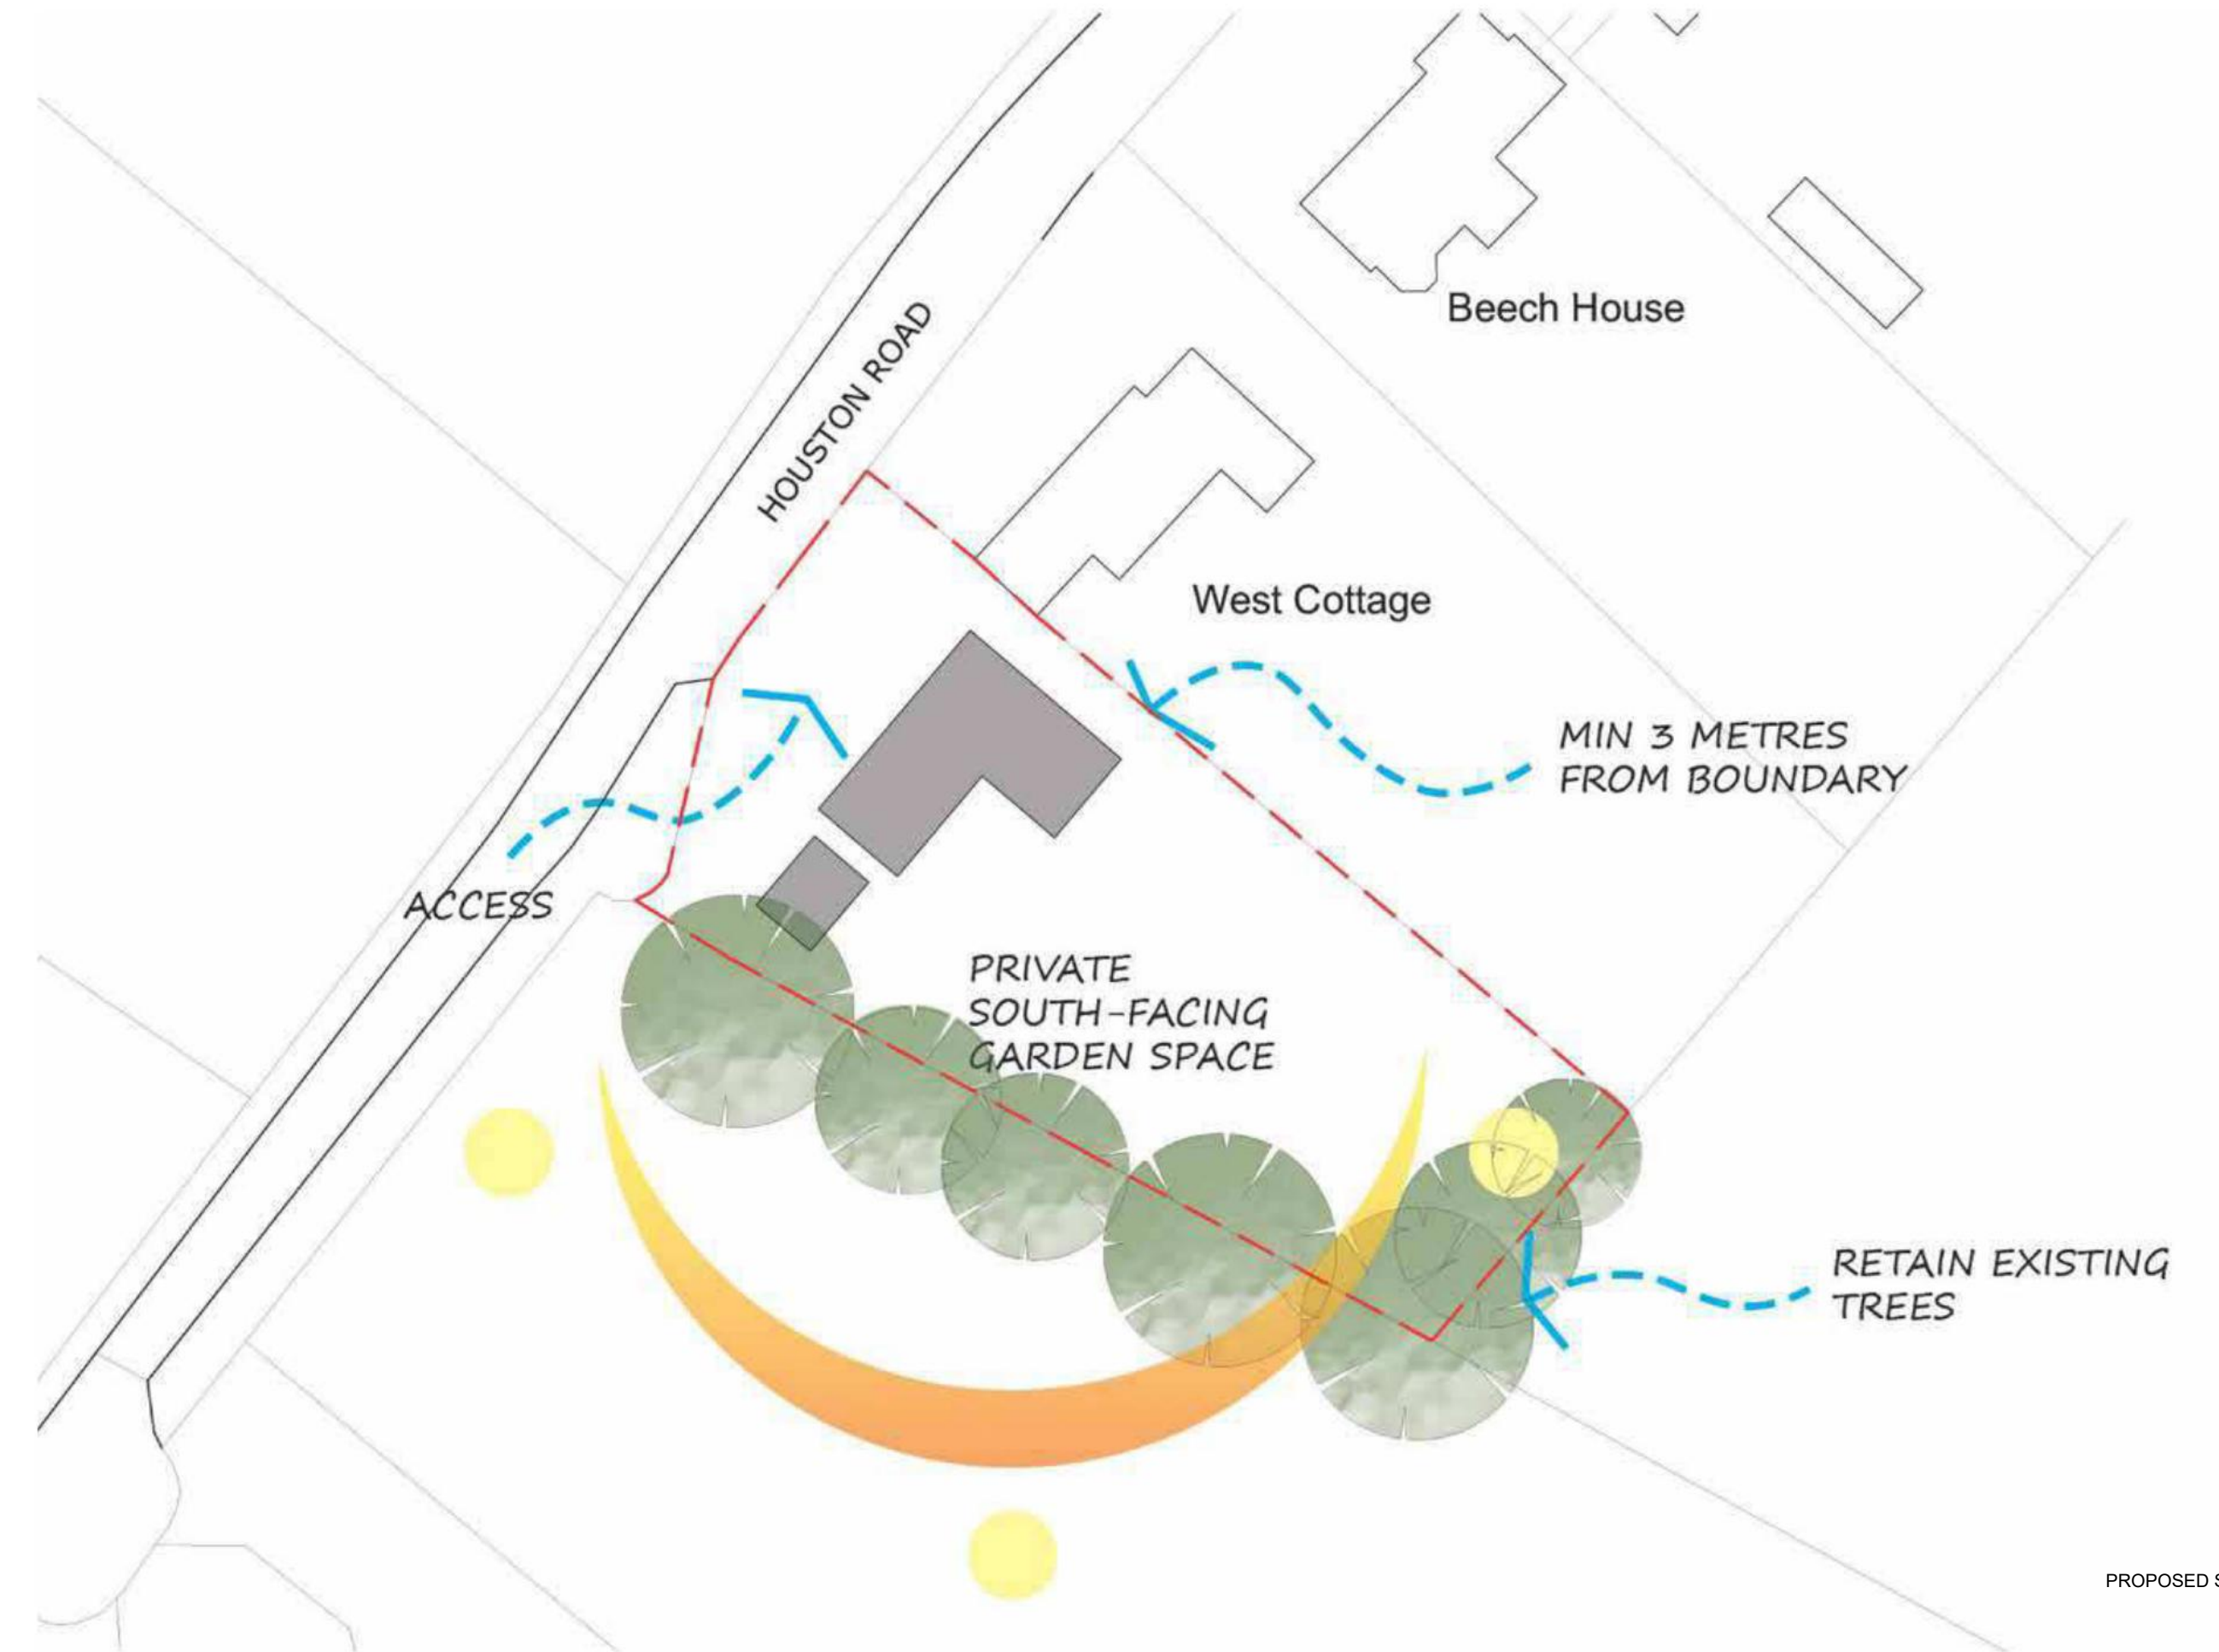 Beech House
HOUSTON ROAD
West Cottage
MIN 3 METRES
FROM BOUNDARY
ACCESS
PRIVATE
SOUTH-FACING
GARDEN SPACE
RETAIN EXISTING
TREES
PROPOSED S